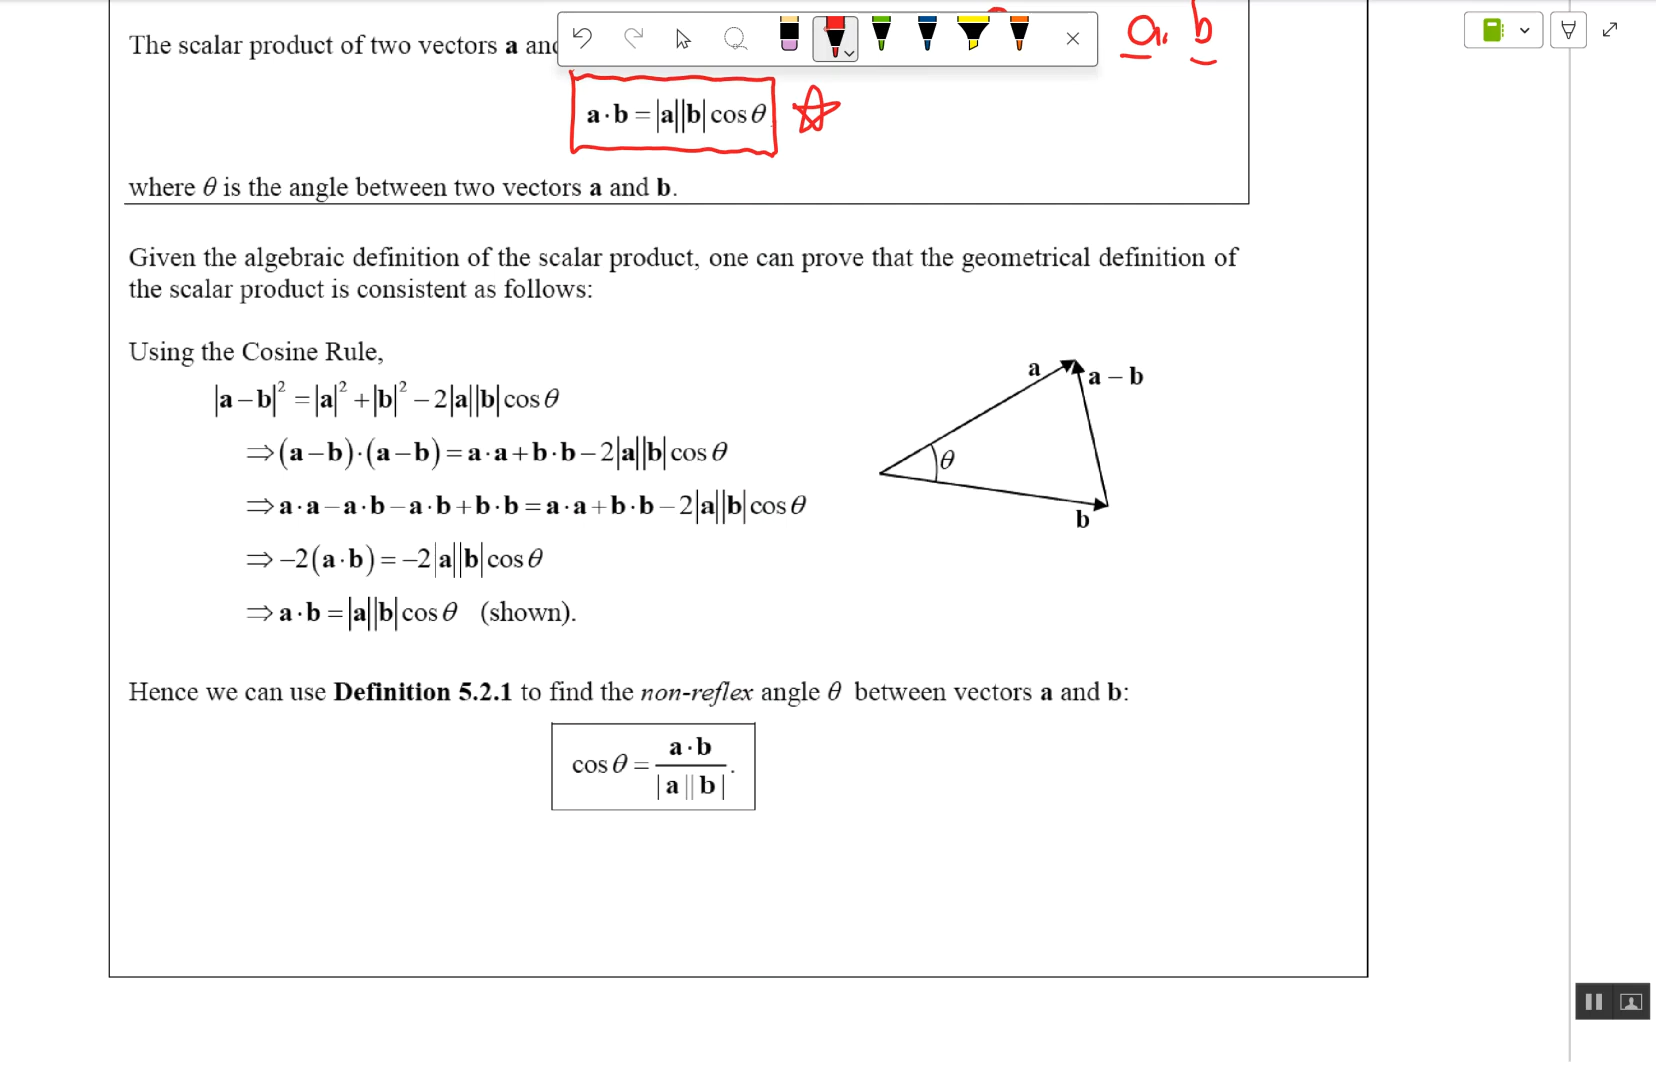 The scalar product of two vectors a and
a. b
a · b = |a||b| cos θ
where θ is the angle between two vectors a and b.
Given the algebraic definition of the scalar product, one can prove that the geometrical definition of
the scalar product is consistent as follows:
Using the Cosine Rule,
|a − b|² = |a|² + |b|² − 2|a||b| cos θ
⇒ (a − b) · (a − b) = a · a + b · b − 2|a||b| cos θ
⇒ a · a − a · b − a · b + b · b = a · a + b · b − 2|a||b| cos θ
⇒ −2(a · b) = −2|a||b| cos θ
⇒ a · b = |a||b| cos θ (shown).
a
a − b
θ
b
Hence we can use Definition 5.2.1 to find the non-reflex angle θ between vectors a and b:
cos θ = a · b / |a||b| .